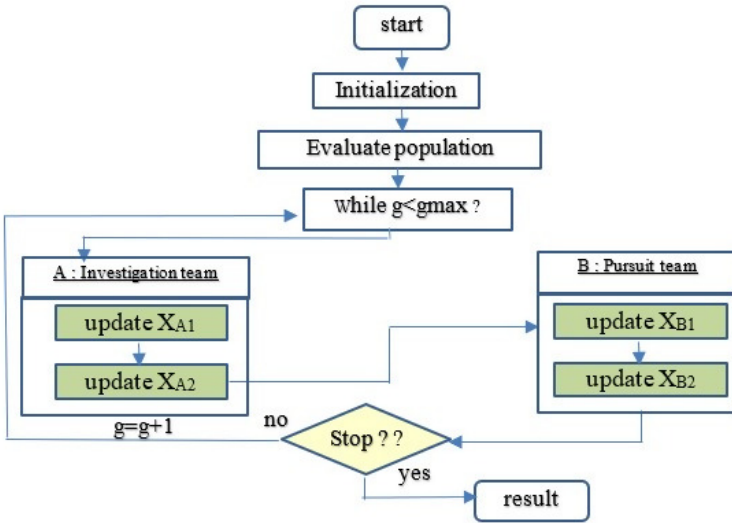 start
Initialization
Evaluate population
While g<gmax ?
A : Investigation team
update XA1
update XA2
B : Pursuit team
update XB1
update XB2
g=g+1
no
Stop ? ?
yes
result